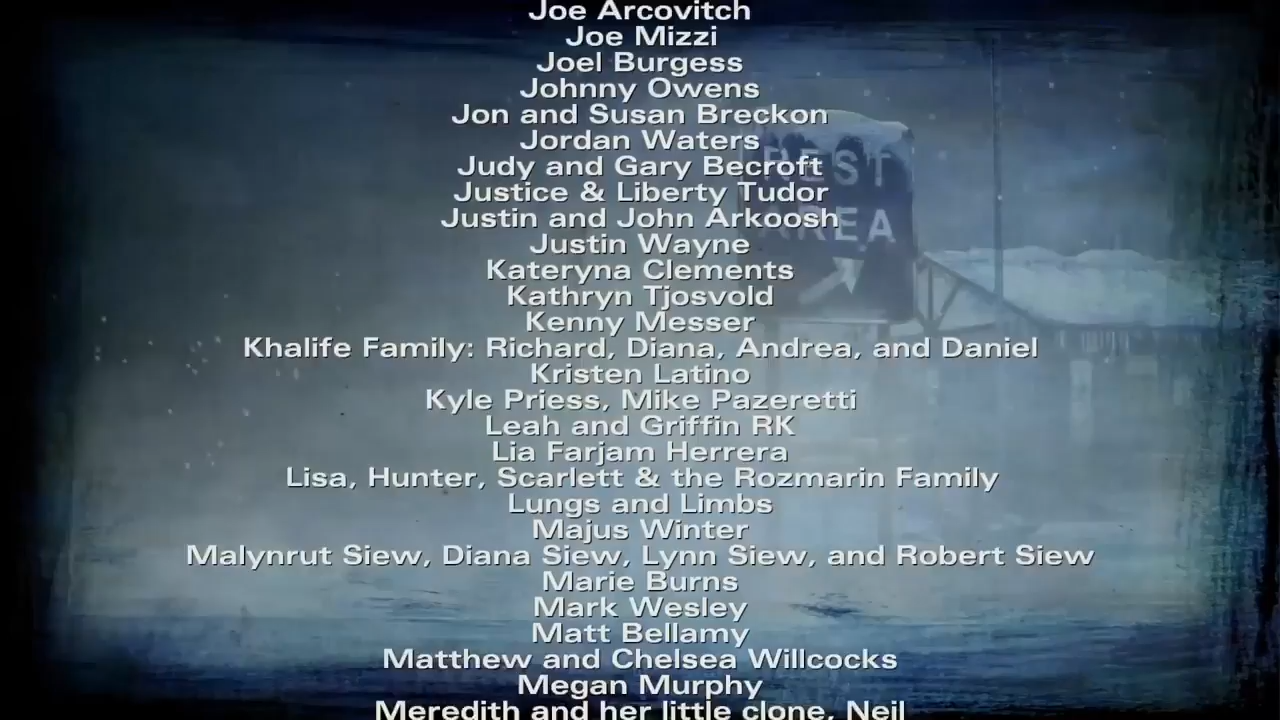 Joe Arcovitch
Joe Mizzi
Joel Burgess
Johnny Owens
Jon and Susan Breckon
Jordan Waters
Judy and Gary Becroft
Justice & Liberty Tudor
Justin and John Arkoosh
Justin Wayne
Kateryna Clements
Kathryn Tjosvold
Kenny Messer
Khalife Family: Richard, Diana, Andrea, and Daniel
Kristen Latino
Kyle Priess, Mike Pazeretti
Leah and Griffin RK
Lia Farjam Herrera
Lisa, Hunter, Scarlett & the Rozmarin Family
Lungs and Limbs
Majus Winter
Malynrut Siew, Diana Siew, Lynn Siew, and Robert Siew
Marie Burns
Mark Wesley
Matt Bellamy
Matthew and Chelsea Willcocks
Megan Murphy
Meredith and her little clone, Neil
REST
AREA